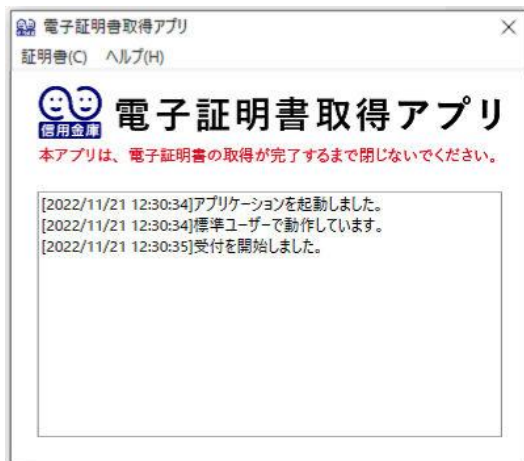 電子証明書取得アプリ
証明書(C) ヘルプ(H)
信用金庫
電子証明書取得アプリ
本アプリは、電子証明書の取得が完了するまで閉じないでください。
[2022/11/21 12:30:34]アプリケーションを起動しました。
[2022/11/21 12:30:34]標準ユーザーで動作しています。
[2022/11/21 12:30:35]受付を開始しました。